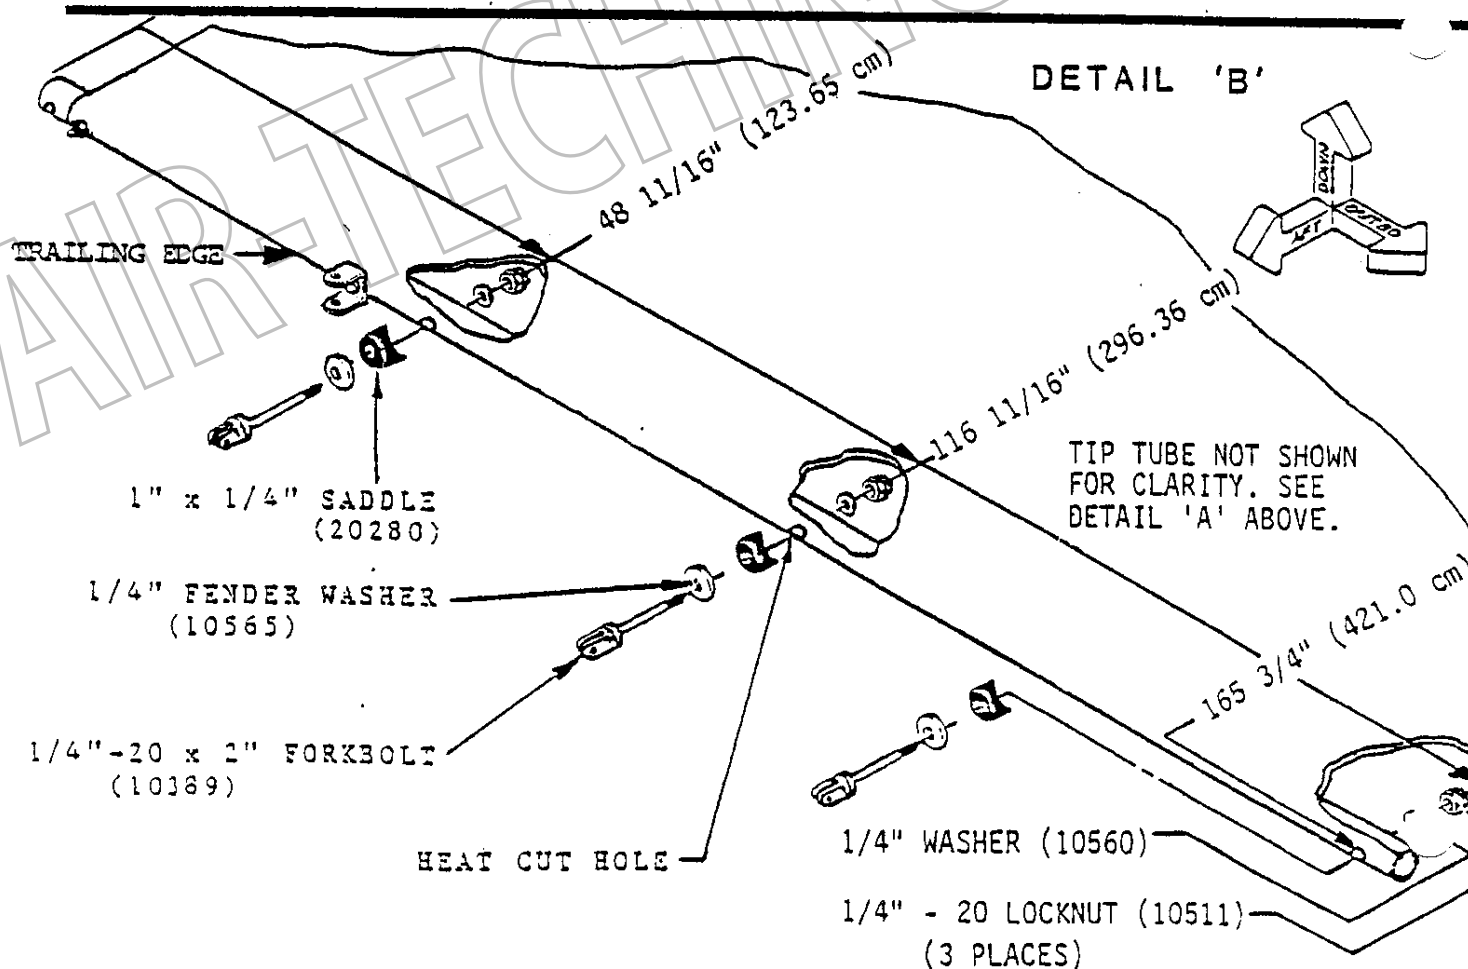 AIR-TECH IN
DETAIL 'B'
48 11/16" (123.65 cm)
DOWN
AFT
OUTBD
TRAILING EDGE
116 11/16" (296.36 cm)
TIP TUBE NOT SHOWN
FOR CLARITY. SEE
DETAIL 'A' ABOVE.
1" x 1/4" SADDLE
(20280)
1/4" FENDER WASHER
(10565)
165 3/4" (421.0 cm)
1/4"-20 x 2" FORKBOLT
HEAT CUT HOLE
1/4" WASHER (10560)
1/4" - 20 LOCKNUT (10511)
(3 PLACES)